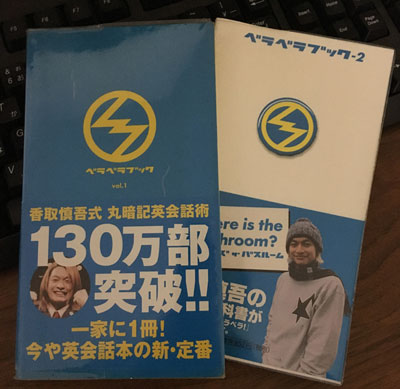 ベラベラブック
vol.1
香取慎吾式 丸暗記英会話術
130万部
突破!!
一家に1冊!
今や英会話本の新・定番
ベラベラブック-2
ere is the
hroom?
バスルーム
吾の
科書が
ベラ!